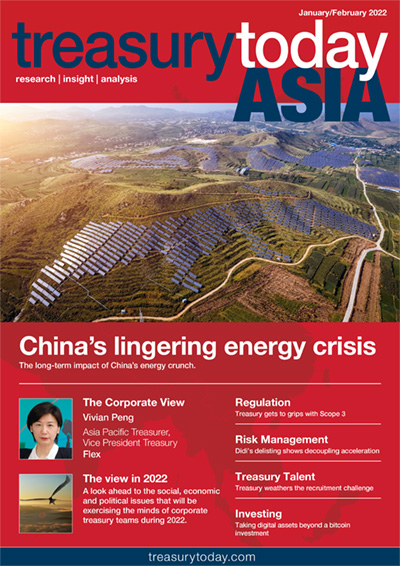 January/February 2022
treasurytoday
research | insight | analysis
ASIA
China's lingering energy crisis
The long-term impact of China's energy crunch.
The Corporate View
Vivian Peng
Asia Pacific Treasurer,
Vice President Treasury
Flex
The view in 2022
A look ahead to the social, economic
and political issues that will be
exercising the minds of corporate
treasury teams during 2022.
Regulation
Treasury gets to grips with Scope 3
Risk Management
Didi's delisting shows decoupling acceleration
Treasury Talent
Treasury weathers the recruitment challenge
Investing
Taking digital assets beyond a bitcoin
investment
treasurytoday.com